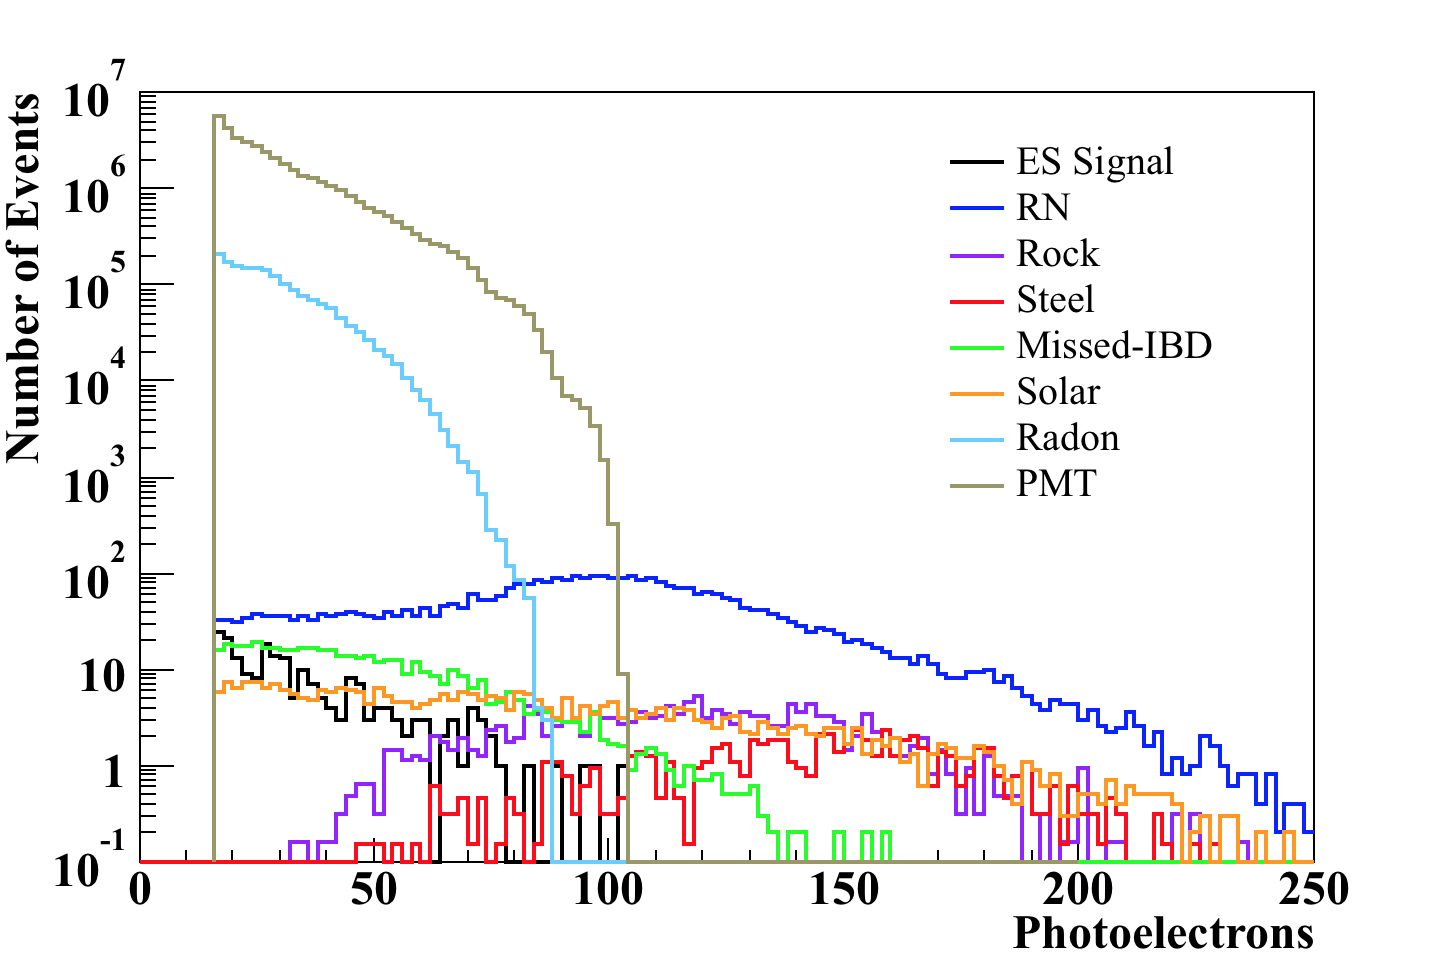 Number of Events
10^7
10^6
10^5
10^4
10^3
10^2
10
1
10^-1
ES Signal
RN
Rock
Steel
Missed-IBD
Solar
Radon
PMT
0 50 100 150 200 250
Photoelectrons